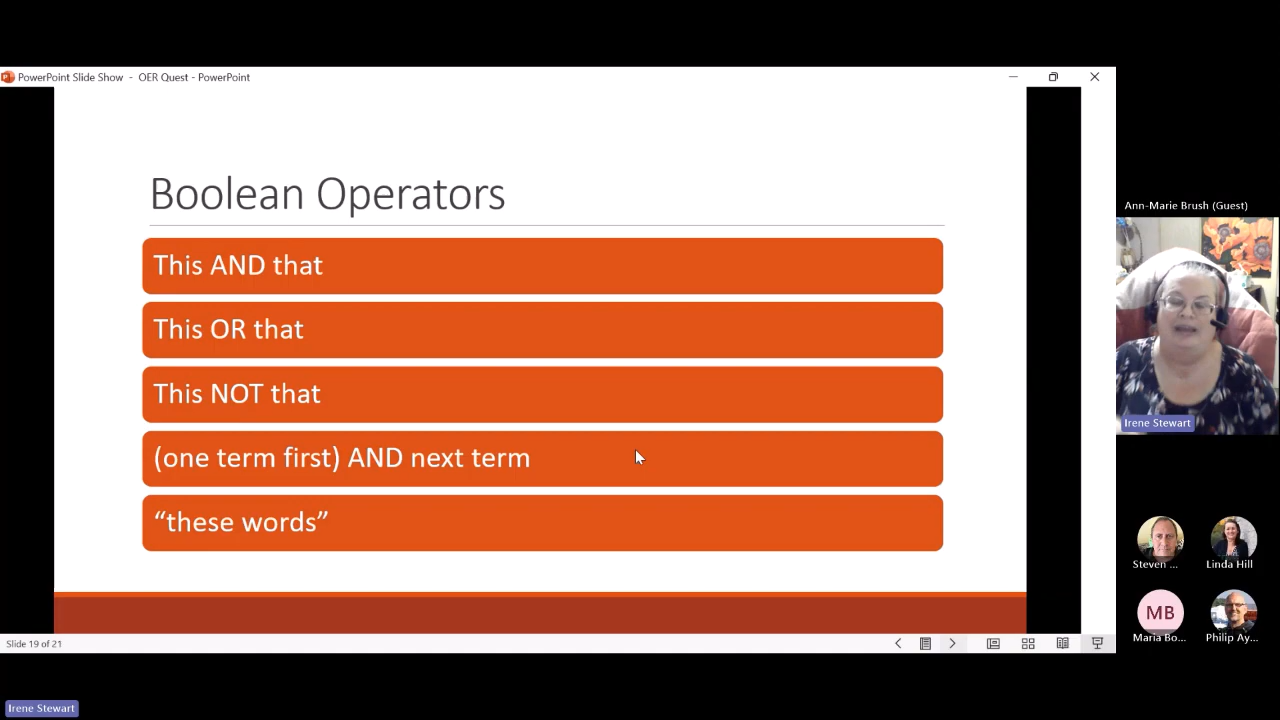 PowerPoint Slide Show - OER Quest - PowerPoint
Boolean Operators
This AND that
This OR that
This NOT that
(one term first) AND next term
“these words”
Slide 19 of 21
Ann-Marie Brush (Guest)
Irene Stewart
Steven ...
Linda Hill
MB
Maria Bo...
Philip Ay...
Irene Stewart